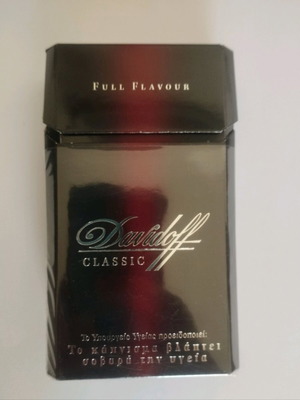 FULL FLAVOUR
Davidoff
CLASSIC
Το Υπουργείο Υγείας προειδοποιεί:
Το κάπνισμα βλάπτει
σοβαρά την υγεία